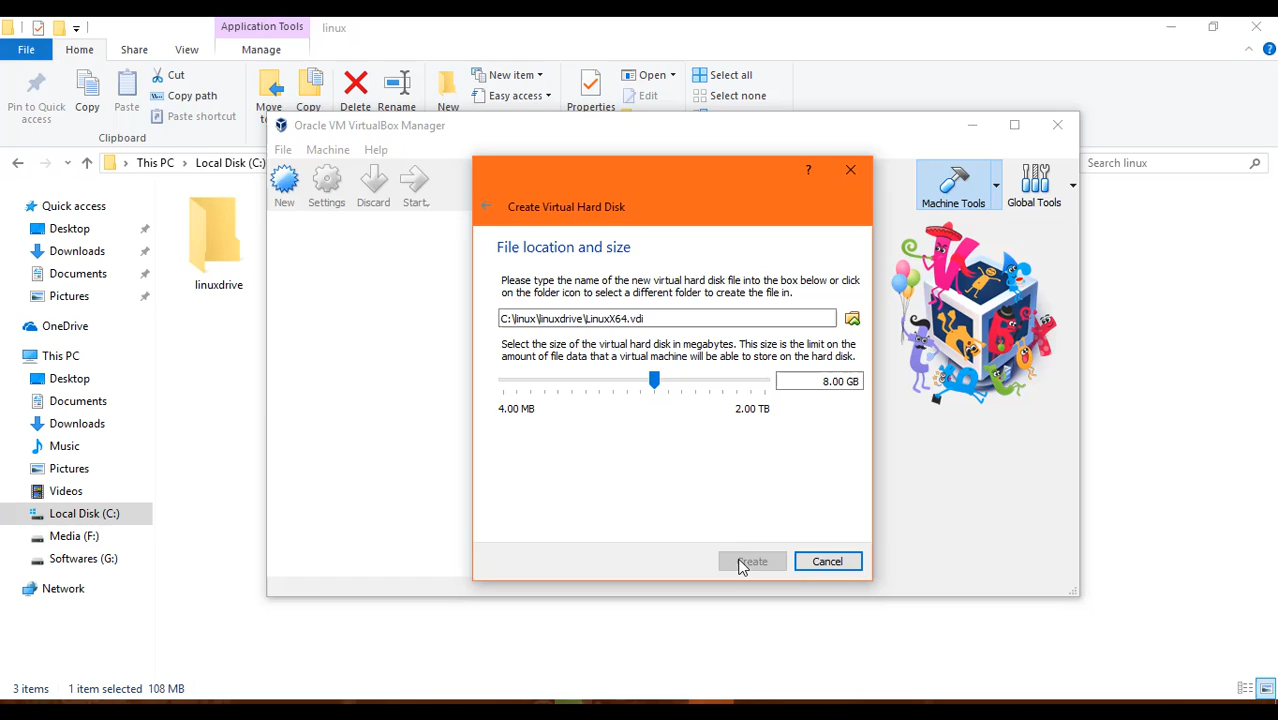 Application Tools linux
File Home Share View Manage
Pin to Quick access Copy Paste Cut Copy path Paste shortcut Move Copy Delete Rename New New item Easy access Properties Open Edit Select all Select none
Clipboard
This PC Local Disk (C:) Search linux
Quick access
Desktop
Downloads
Documents
Pictures
OneDrive
This PC
Desktop
Documents
Downloads
Music
Pictures
Videos
Local Disk (C:)
Media (F:)
Softwares (G:)
Network
linuxdrive
3 items 1 item selected 108 MB
Oracle VM VirtualBox Manager
File Machine Help
New Settings Discard Start. Machine Tools Global Tools
?
Create Virtual Hard Disk
File location and size
Please type the name of the new virtual hard disk file into the box below or click
on the folder icon to select a different folder to create the file in.
C:\linux\linuxdrive\LinuxX64.vdi
Select the size of the virtual hard disk in megabytes. This size is the limit on the
amount of file data that a virtual machine will be able to store on the hard disk.
8.00 GB
4.00 MB 2.00 TB
Create Cancel